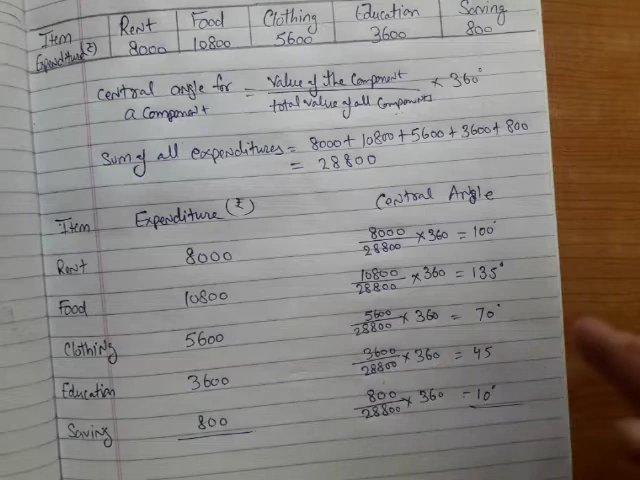 Item Rent Food Clothing Education Saving
Expenditure(₹) 8000 10800 5600 3600 800
Central angle for a Component = Value of the Component / total value of all Components × 360°
Sum of all expenditures = 8000 + 10800 + 5600 + 3600 + 800
= 28800
Item Expenditure (₹) Central Angle
Rent 8000 8000/28800 × 360 = 100°
Food 10800 10800/28800 × 360 = 135°
Clothing 5600 5600/28800 × 360 = 70°
Education 3600 3600/28800 × 360 = 45
Saving 800 800/28800 × 360 = 10°